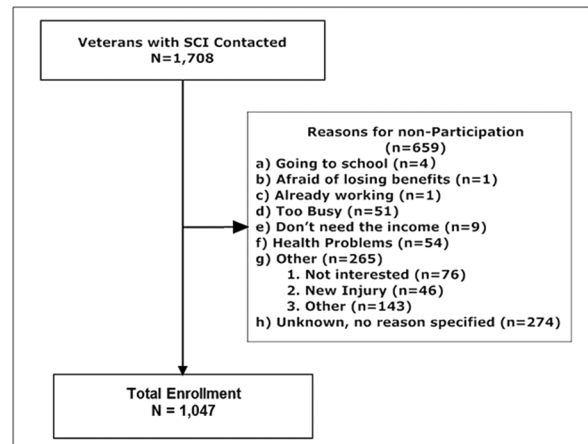 Veterans with SCI Contacted
N=1,708
Reasons for non-Participation
(n=659)
a) Going to school (n=4)
b) Afraid of losing benefits (n=1)
c) Already working (n=1)
d) Too Busy (n=51)
e) Don't need the income (n=9)
f) Health Problems (n=54)
g) Other (n=265)
1. Not interested (n=76)
2. New Injury (n=46)
3. Other (n=143)
h) Unknown, no reason specified (n=274)
Total Enrollment
N = 1,047